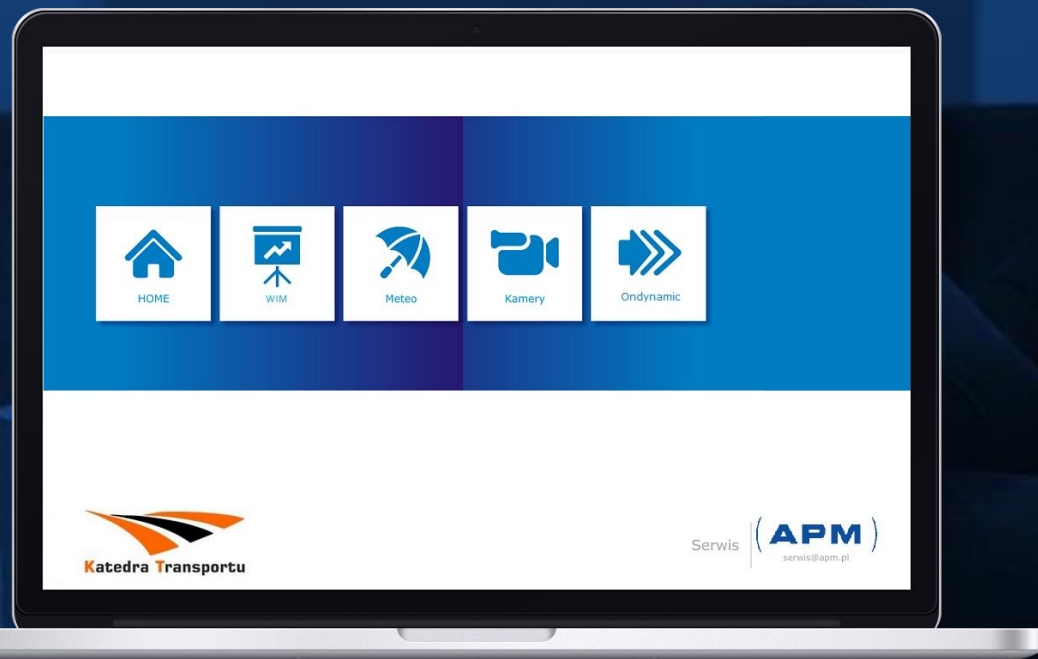 HOME
WIM
Meteo
Kamery
Ondynamic
Katedra Transportu
Serwis
(APM)
serwis@apm.pl